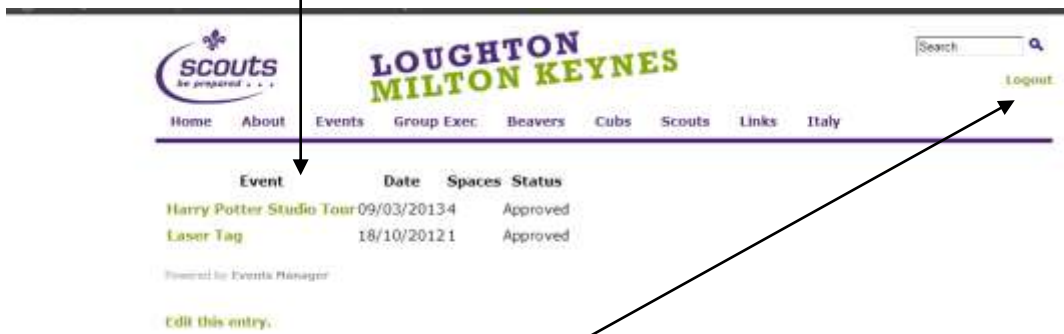 scouts
be prepared . . .
LOUGHTON
MILTON KEYNES
Search
Logout
Home About Events Group Exec Beavers Cubs Scouts Links Italy
Event Date Spaces Status
Harry Potter Studio Tour 09/03/2013 4 Approved
Laser Tag 18/10/2012 1 Approved
Powered by Events Manager
Edit this entry.